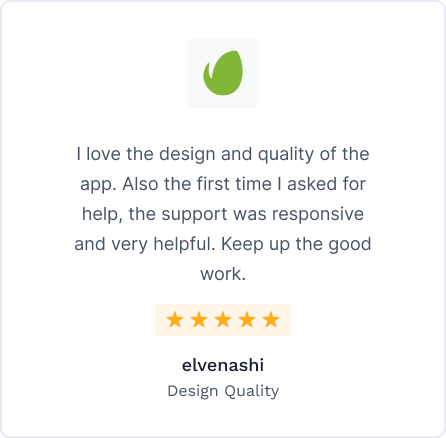 I love the design and quality of the
app. Also the first time I asked for
help, the support was responsive
and very helpful. Keep up the good
work.
elvenashi
Design Quality